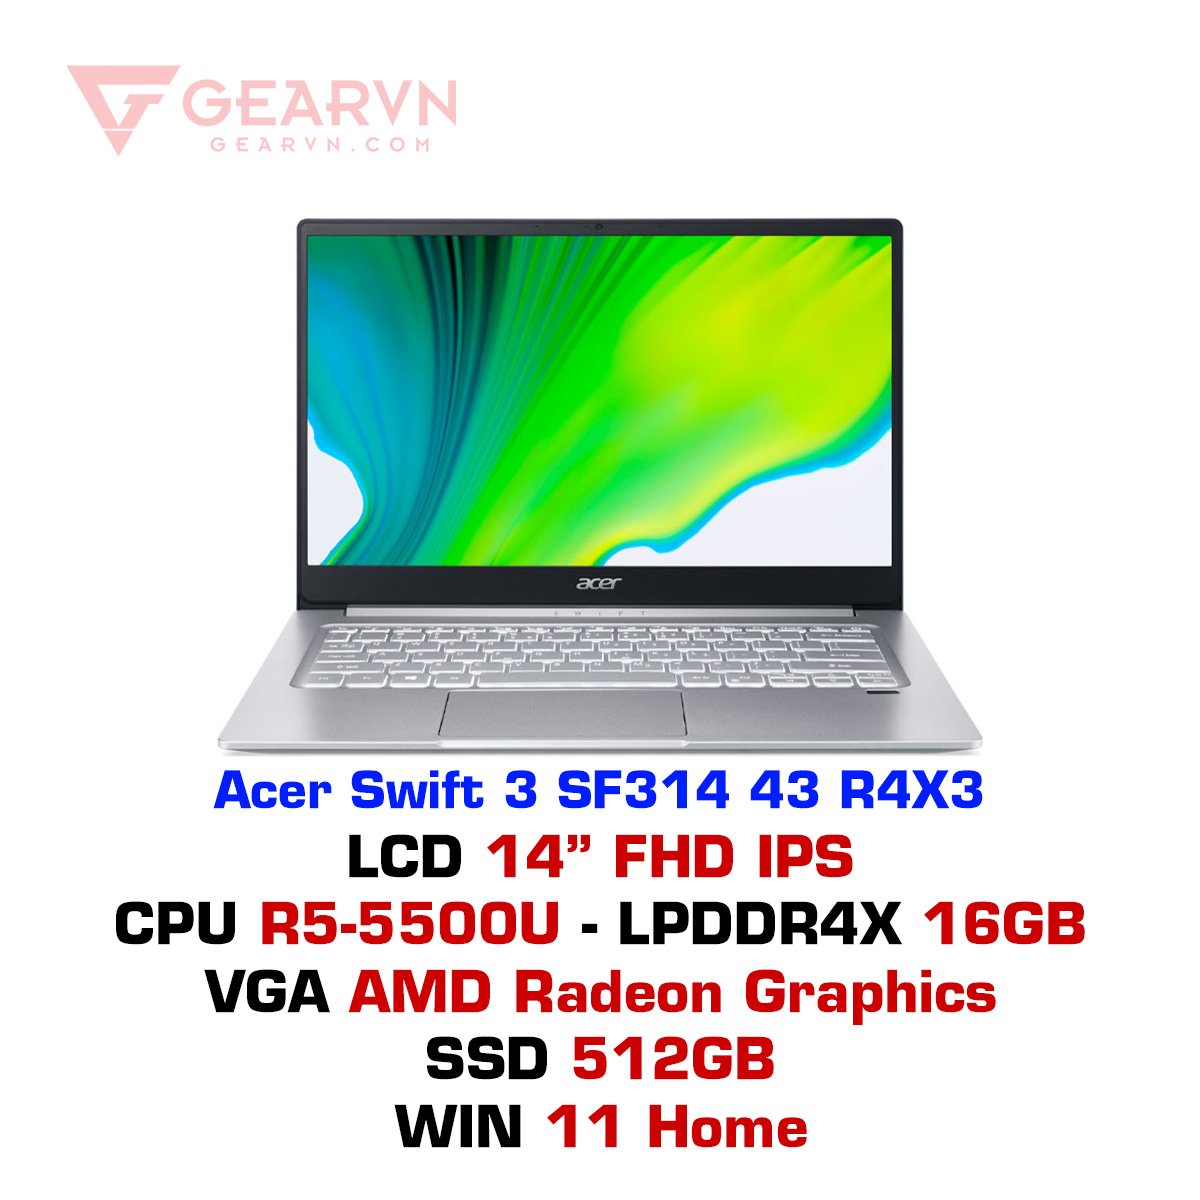 GEARVN
GEARVN.COM
acer
SWIFT
Acer Swift 3 SF314 43 R4X3
LCD 14” FHD IPS
CPU R5-5500U - LPDDR4X 16GB
VGA AMD Radeon Graphics
SSD 512GB
WIN 11 Home